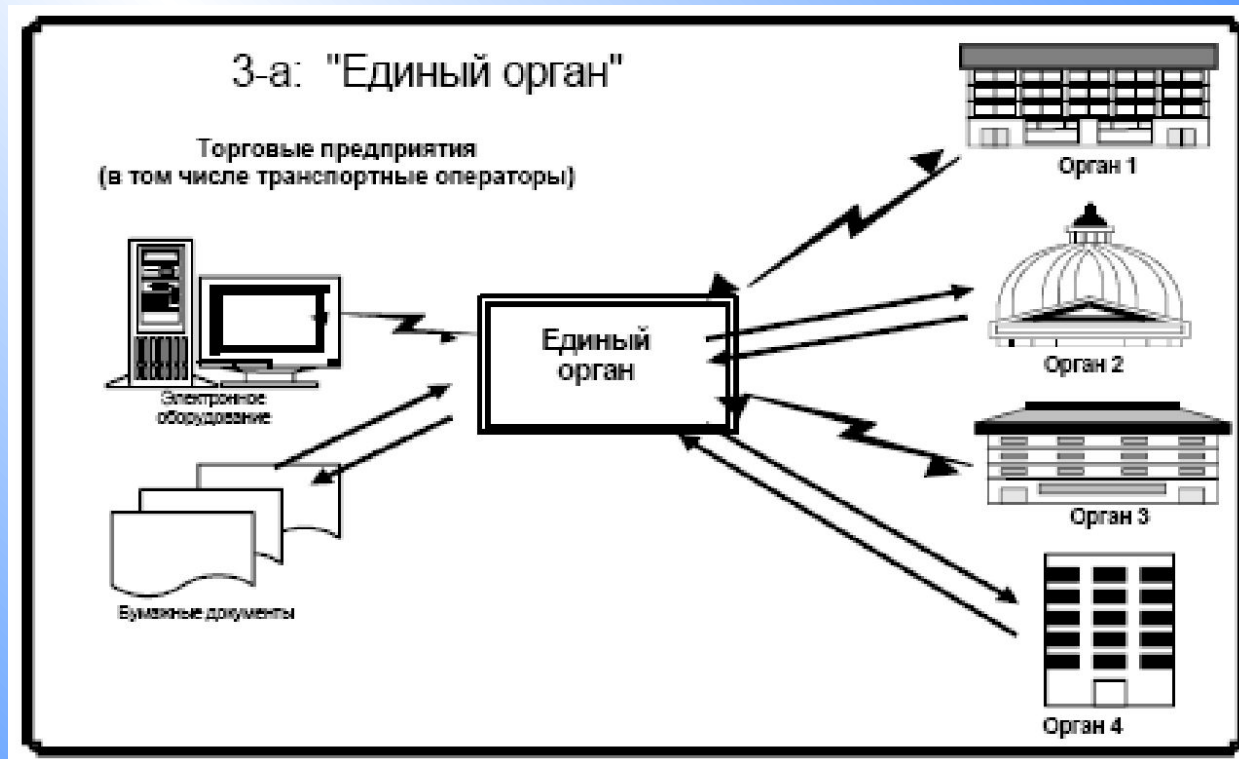 3-а: "Единый орган"
Торговые предприятия
(в том числе транспортные операторы)
Орган 1
Единый
орган
Орган 2
Электронное
оборудование
Орган 3
Бумажные документы
Орган 4